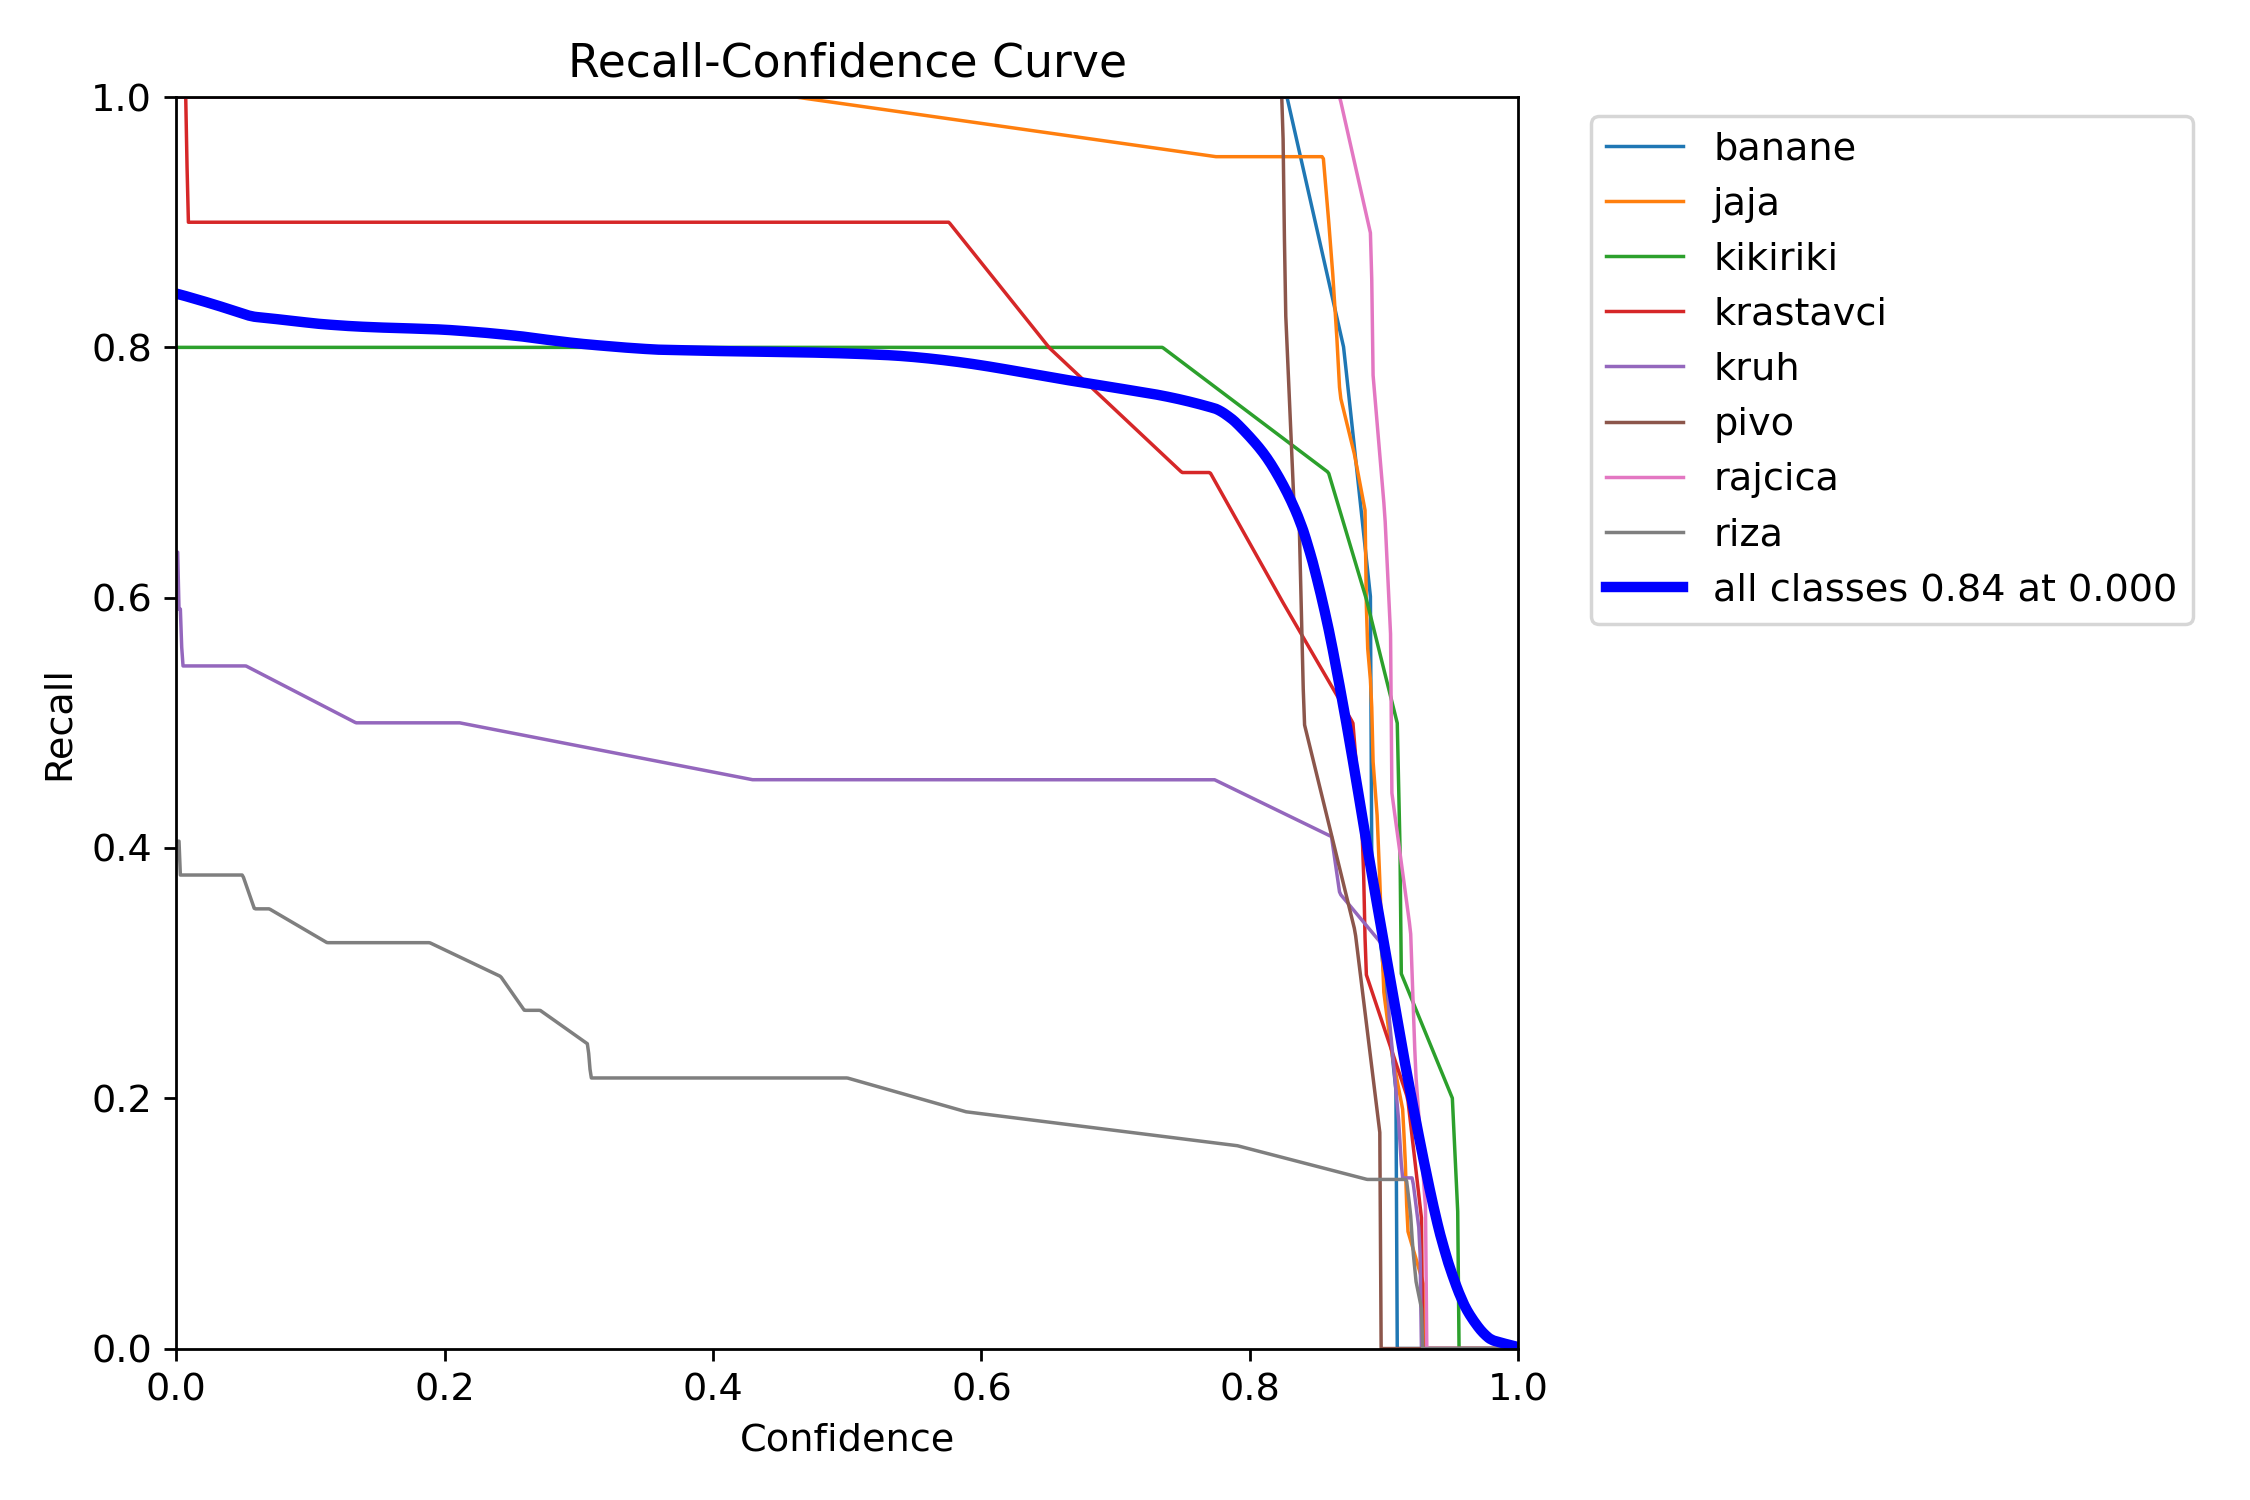 Recall-Confidence Curve
1.0
0.8
0.6
0.4
0.2
0.0
Recall
0.0 0.2 0.4 0.6 0.8 1.0
Confidence
banane
jaja
kikiriki
krastavci
kruh
pivo
rajcica
riza
all classes 0.84 at 0.000